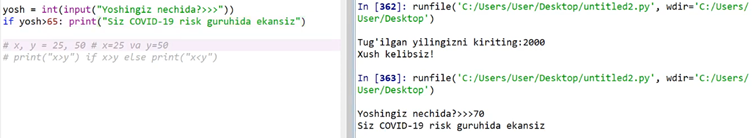 yosh = int(input("Yoshingiz nechida?>>>"))
if yosh>65: print("Siz COVID-19 risk guruhida ekansiz")
# x, y = 25, 50 # x=25 va y=50
# print("x>y") if x>y else print("x<y")
In [362]: runfile('C:/Users/User/Desktop/untitled2.py', wdir='C:/Users/
User/Desktop')
Tug'ilgan yilingizni kiriting:2000
Xush kelibsiz!
In [363]: runfile('C:/Users/User/Desktop/untitled2.py', wdir='C:/Users/
User/Desktop')
Yoshingiz nechida?>>>70
Siz COVID-19 risk guruhida ekansiz